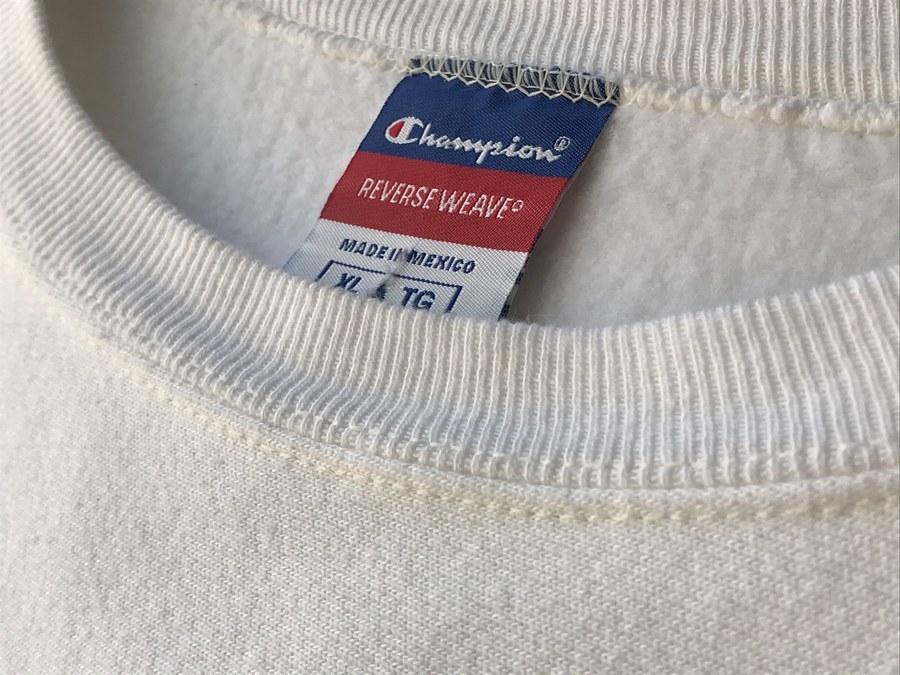 Champion®
REVERSE WEAVE®
MADE IN MEXICO
XL TG